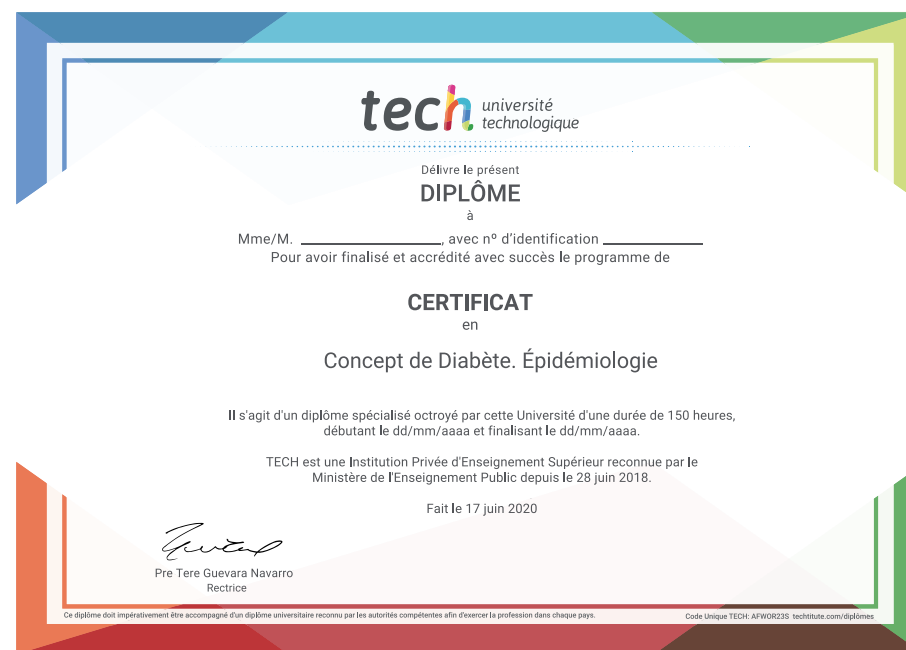 tech université
technologique
Délivre le présent
DIPLÔME
à
Mme/M. ____________________, avec nº d'identification ______________
Pour avoir finalisé et accrédité avec succès le programme de
CERTIFICAT
en
Concept de Diabète. Épidémiologie
Il s'agit d'un diplôme spécialisé octroyé par cette Université d'une durée de 150 heures,
débutant le dd/mm/aaaa et finalisant le dd/mm/aaaa.
TECH est une Institution Privée d'Enseignement Supérieur reconnue par le
Ministère de l'Enseignement Public depuis le 28 juin 2018.
Fait le 17 juin 2020
Pre Tere Guevara Navarro
Rectrice
Ce diplôme doit impérativement être accompagné d'un diplôme universitaire reconnu par les autorités compétentes afin d'exercer la profession dans chaque pays.
Code Unique TECH: AFWOR23S techtitute.com/diplômes